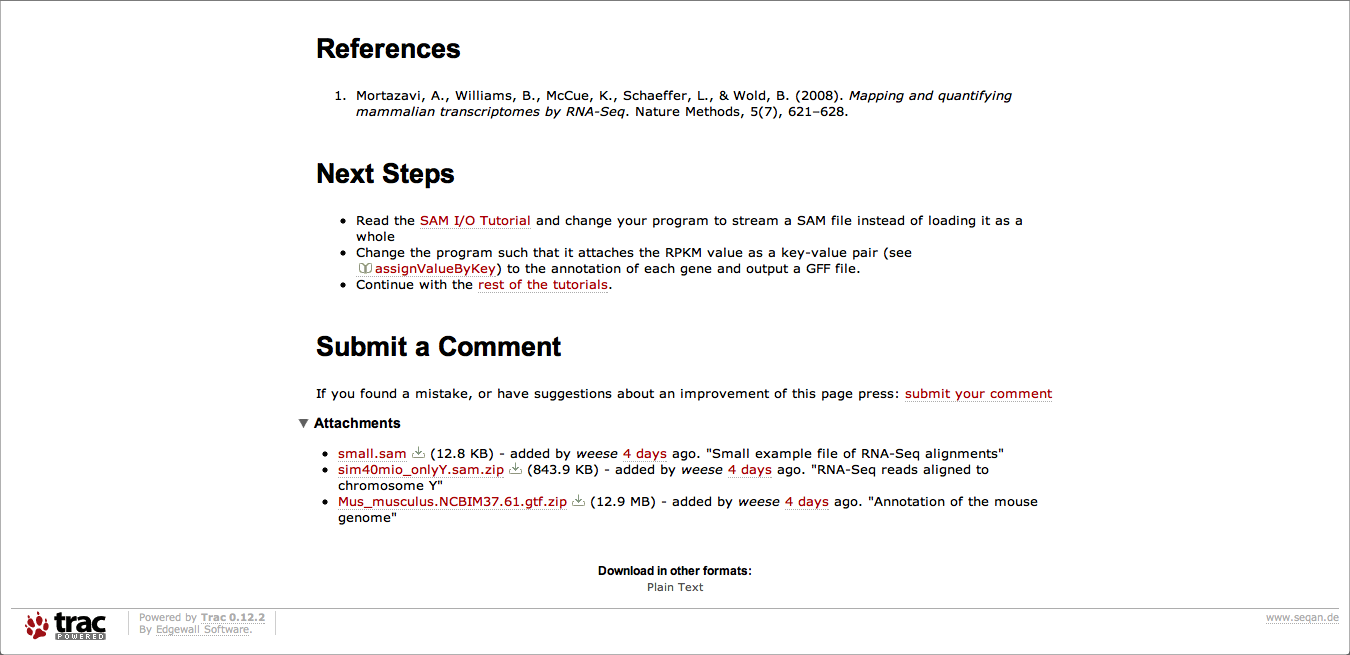 References
1. Mortazavi, A., Williams, B., McCue, K., Schaeffer, L., & Wold, B. (2008). Mapping and quantifying
mammalian transcriptomes by RNA-Seq. Nature Methods, 5(7), 621–628.
Next Steps
• Read the SAM I/O Tutorial and change your program to stream a SAM file instead of loading it as a
whole
• Change the program such that it attaches the RPKM value as a key-value pair (see
assignValueByKey) to the annotation of each gene and output a GFF file.
• Continue with the rest of the tutorials.
Submit a Comment
If you found a mistake, or have suggestions about an improvement of this page press: submit your comment
▼ Attachments
• small.sam (12.8 KB) - added by weese 4 days ago. "Small example file of RNA-Seq alignments"
• sim40mio_onlyY.sam.zip (843.9 KB) - added by weese 4 days ago. "RNA-Seq reads aligned to
chromosome Y"
• Mus_musculus.NCBIM37.61.gtf.zip (12.9 MB) - added by weese 4 days ago. "Annotation of the mouse
genome"
Download in other formats:
Plain Text
trac
POWERED
Powered by Trac 0.12.2
By Edgewall Software.
www.seqan.de